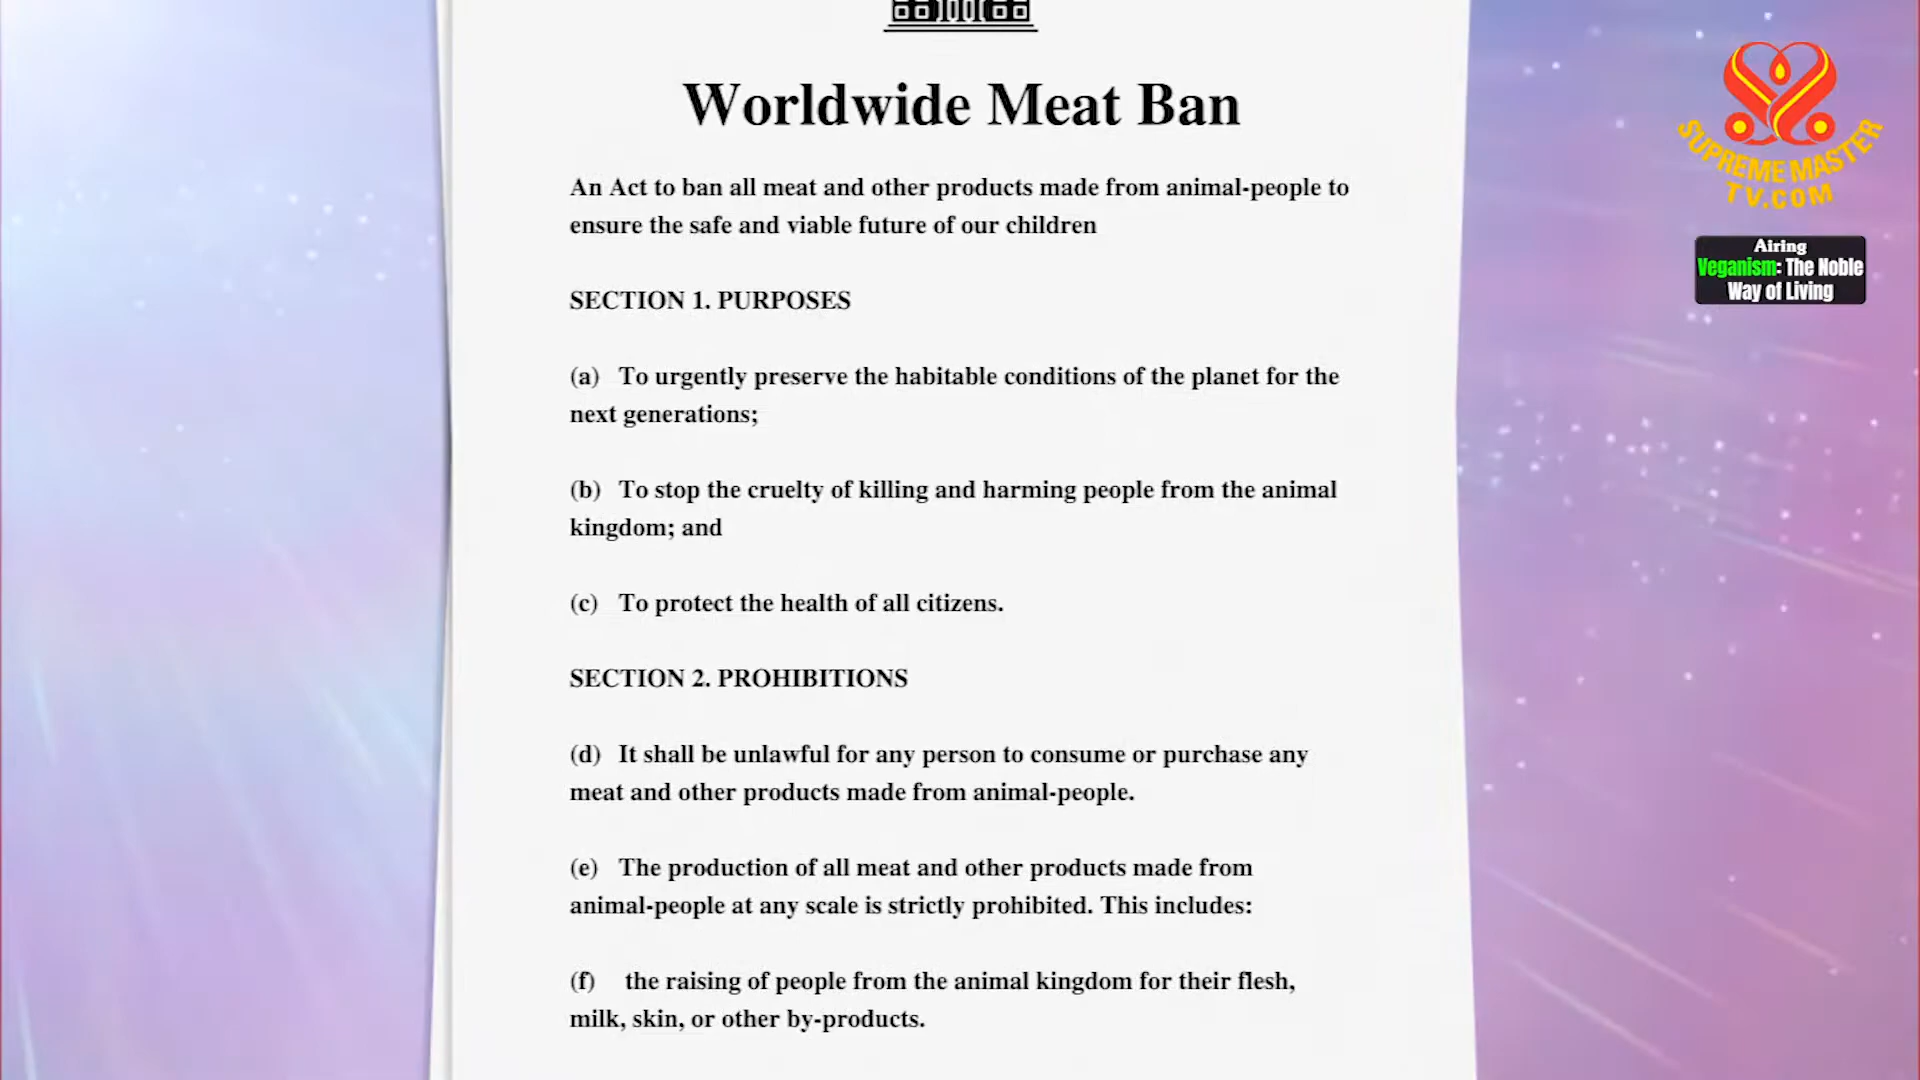 Worldwide Meat Ban
An Act to ban all meat and other products made from animal-people to
ensure the safe and viable future of our children
SECTION 1. PURPOSES
(a) To urgently preserve the habitable conditions of the planet for the
next generations;
(b) To stop the cruelty of killing and harming people from the animal
kingdom; and
(c) To protect the health of all citizens.
SECTION 2. PROHIBITIONS
(d) It shall be unlawful for any person to consume or purchase any
meat and other products made from animal-people.
(e) The production of all meat and other products made from
animal-people at any scale is strictly prohibited. This includes:
(f) the raising of people from the animal kingdom for their flesh,
milk, skin, or other by-products.
SUPREME MASTER
TV.COM
Airing
Veganism: The Noble
Way of Living